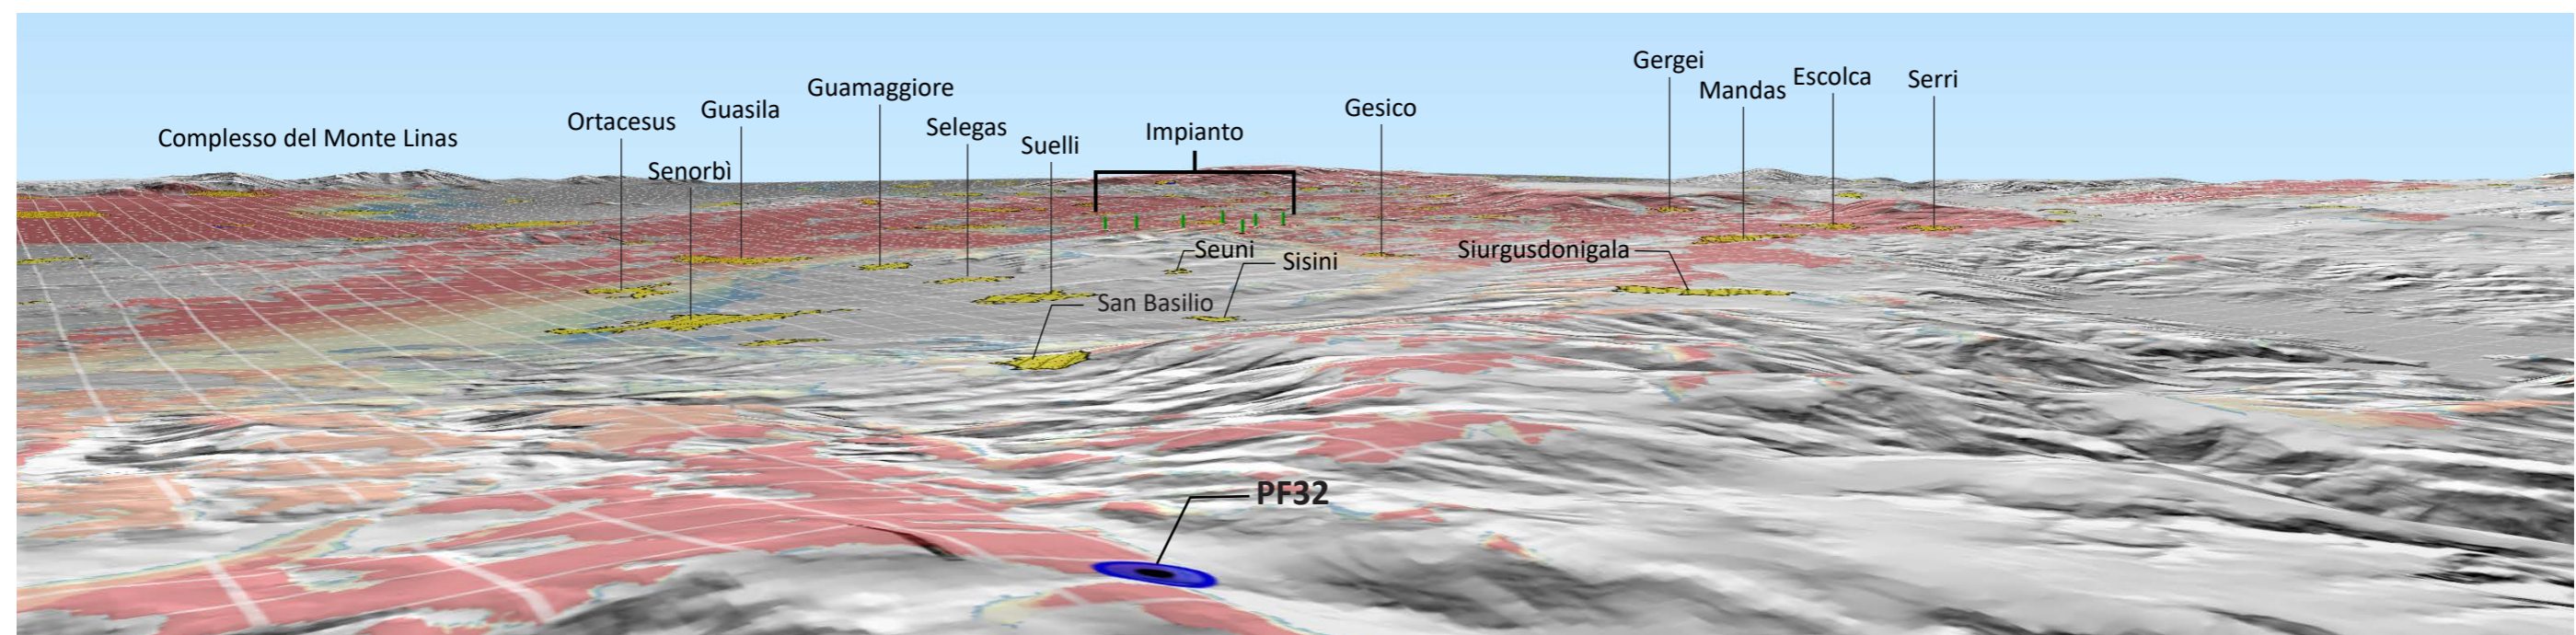 Gergei
Escolca
Serri
Mandas
Guamaggiore
Guasila
Gesico
Ortacesus
Selegas
Impianto
Complesso del Monte Linas
Suelli
Senorbì
Seuni
Siurgusdonigala
Sisini
San Basilio
PF32